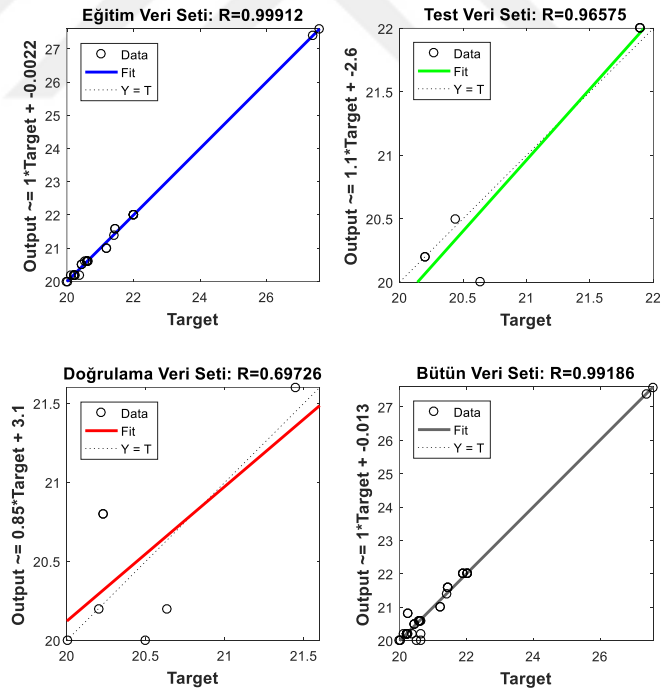 Eğitim Veri Seti: R=0.99912
Output ~= 1*Target + -0.0022
27
26
25
24
23
22
21
20
Data
Fit
Y = T
20
22
24
26
Target
Test Veri Seti: R=0.96575
Output ~= 1.1*Target + -2.6
22
21.5
21
20.5
20
Data
Fit
Y = T
20
20.5
21
21.5
22
Target
Doğrulama Veri Seti: R=0.69726
Output ~= 0.85*Target + 3.1
21.5
21
20.5
20
Data
Fit
Y = T
20
20.5
21
21.5
Target
Bütün Veri Seti: R=0.99186
Output ~= 1*Target + -0.013
27
26
25
24
23
22
21
20
Data
Fit
Y = T
20
22
24
26
Target